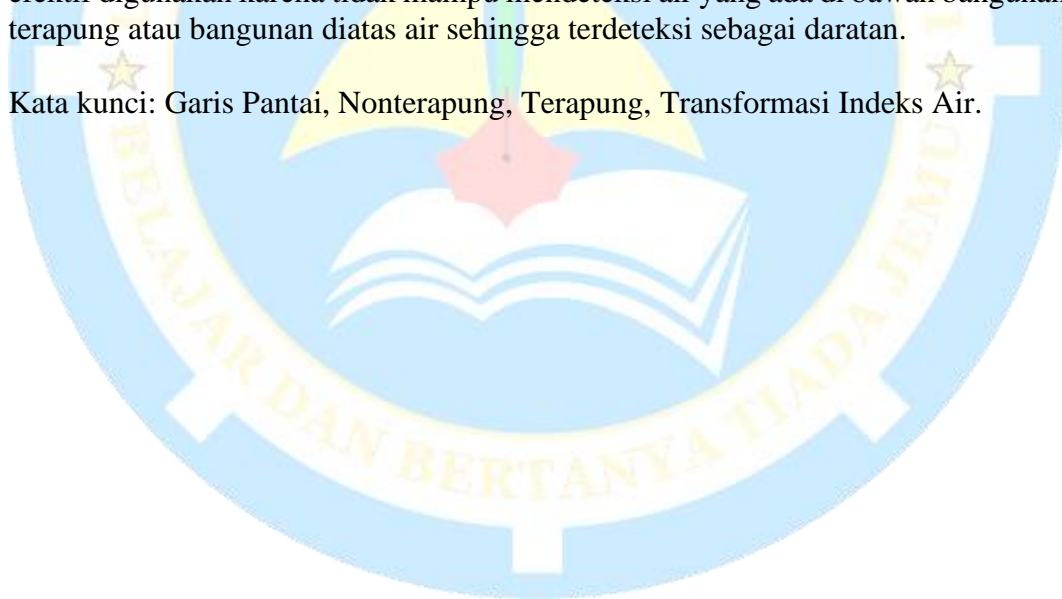 efektif digunakan karena tidak mampu mendeteksi air yang ada di bawah bangunan
terapung atau bangunan diatas air sehingga terdeteksi sebagai daratan.
Kata kunci: Garis Pantai, Nonterapung, Terapung, Transformasi Indeks Air.
BELAJAR DAN BERTANYA TIADA JEMU